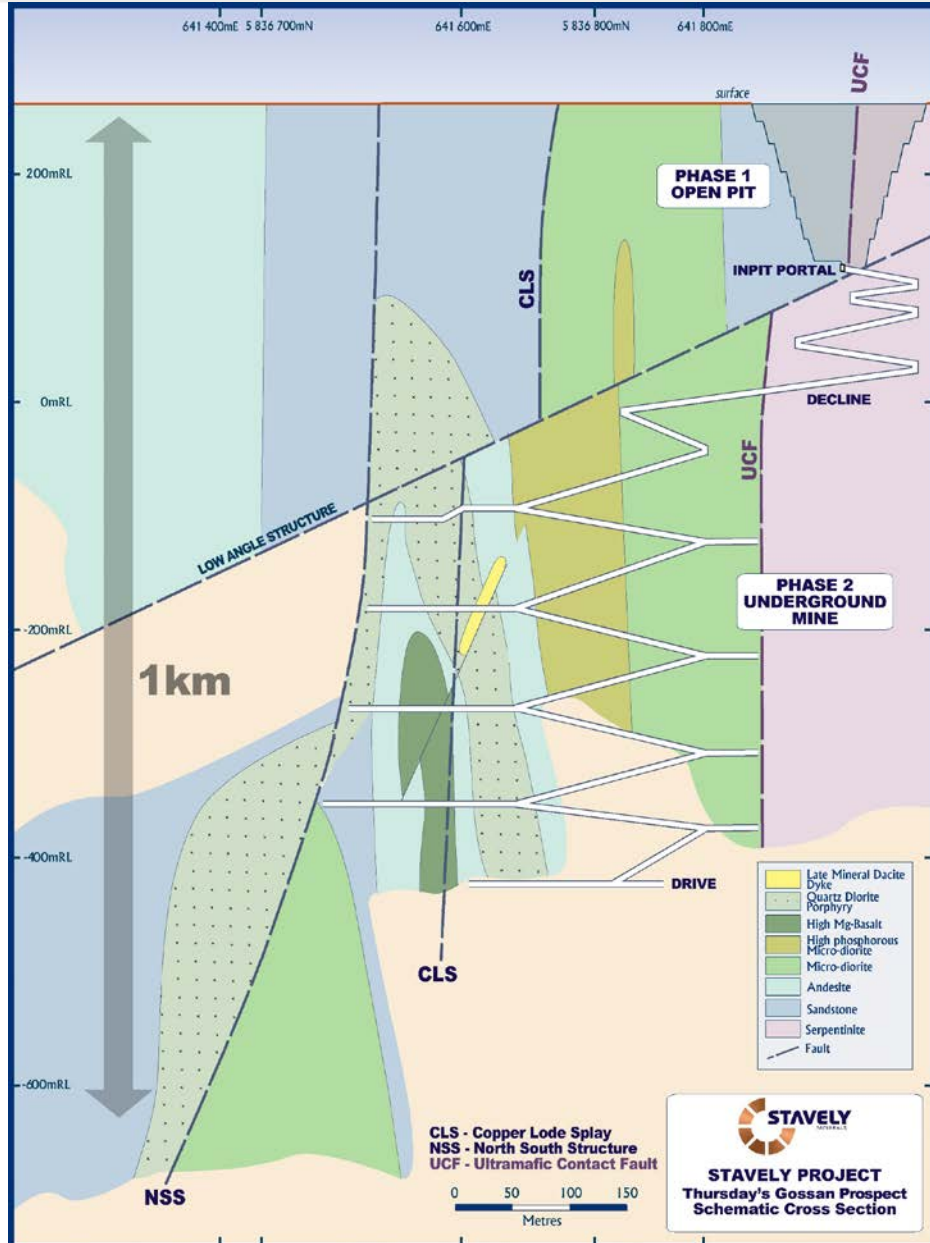 641 400mE
5 836 700mN
641 600mE
5 836 800mN
641 800mE
UCF
surface
200mRL
PHASE 1
OPEN PIT
INPIT PORTAL
CLS
0mRL
DECLINE
UCF
LOW ANGLE STRUCTURE
PHASE 2
UNDERGROUND
MINE
-200mRL
1km
-400mRL
DRIVE
CLS
Late Mineral Dacite
Dyke
Quartz Diorite
Porphyry
High Mg-Basalt
High phosphorous
Micro-diorite
Micro-diorite
Andesite
Sandstone
Serpentinite
Fault
-600mRL
NSS
CLS - Copper Lode Splay
NSS - North South Structure
UCF - Ultramafic Contact Fault
0 50 100 150
Metres
STAVELY
MINERALS
STAVELY PROJECT
Thursday's Gossan Prospect
Schematic Cross Section